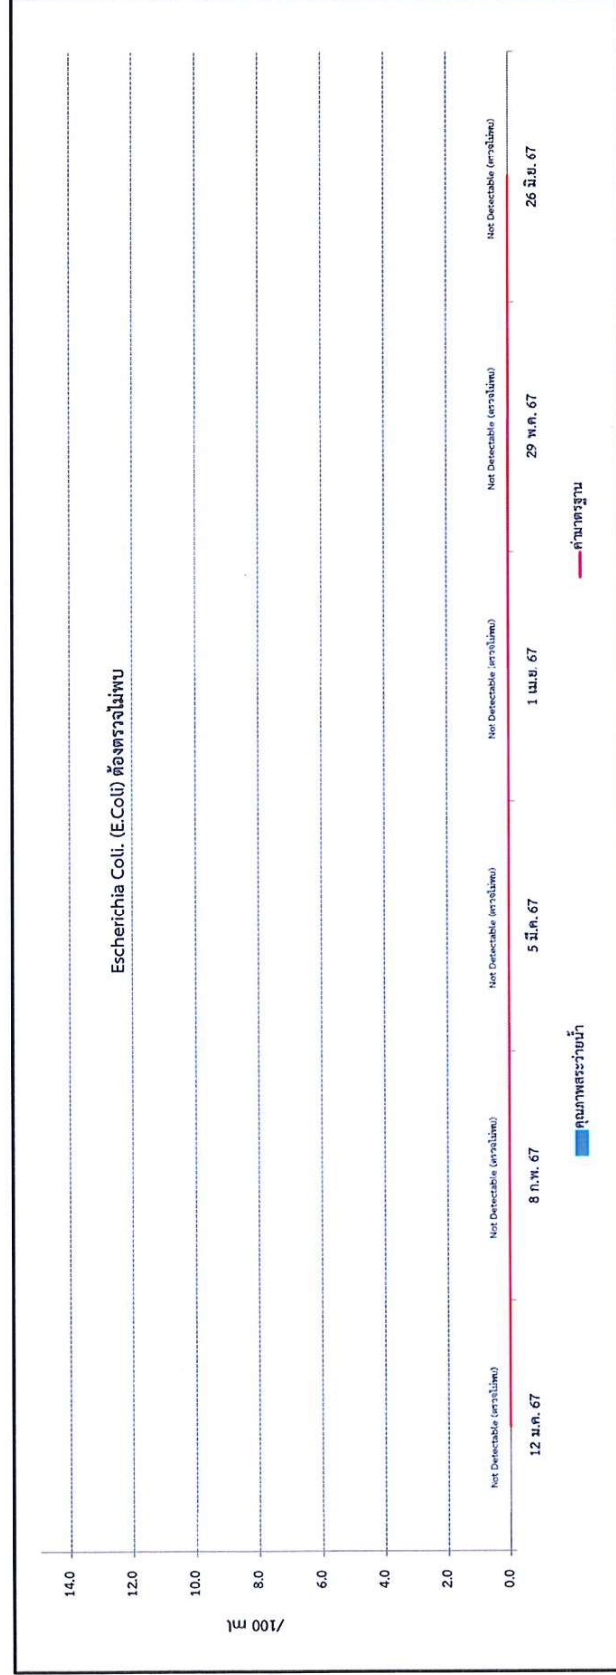 Escherichia Coli. (E.Coli) ต้องตรวจไม่พบ
/100 ml
14.0
12.0
10.0
8.0
6.0
4.0
2.0
0.0
Not Detectable (ตรวจไม่พบ)
Not Detectable (ตรวจไม่พบ)
Not Detectable (ตรวจไม่พบ)
Not Detectable (ตรวจไม่พบ)
Not Detectable (ตรวจไม่พบ)
Not Detectable (ตรวจไม่พบ)
12 ม.ค. 67
8 ก.พ. 67
5 มี.ค. 67
1 เม.ย. 67
29 พ.ค. 67
26 มิ.ย. 67
คุณภาพสระว่ายน้ำ
ค่ามาตรฐาน